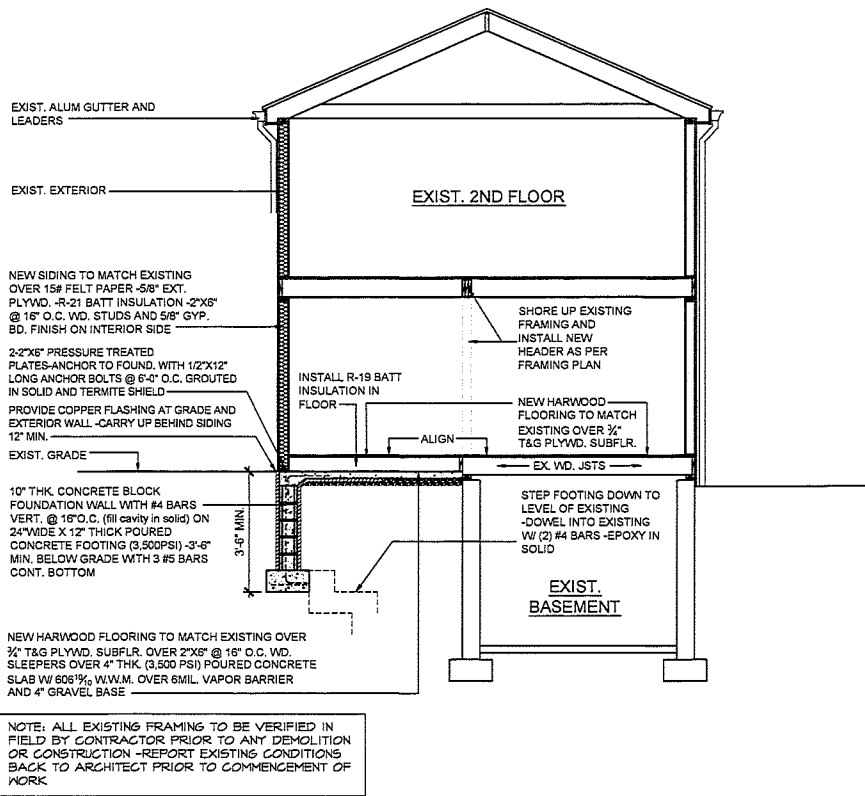 EXIST. ALUM GUTTER AND
LEADERS
EXIST. EXTERIOR
EXIST. 2ND FLOOR
NEW SIDING TO MATCH EXISTING
OVER 15# FELT PAPER -5/8" EXT.
PLYWD. -R-21 BATT INSULATION -2"X6"
@ 16" O.C. WD. STUDS AND 5/8" GYP.
BD. FINISH ON INTERIOR SIDE
SHORE UP EXISTING
FRAMING AND
INSTALL NEW
HEADER AS PER
FRAMING PLAN
2-2"X6" PRESSURE TREATED
PLATES-ANCHOR TO FOUND. WITH 1/2"X12"
LONG ANCHOR BOLTS @ 6'-0" O.C. GROUTED
IN SOLID AND TERMITE SHIELD
INSTALL R-19 BATT
INSULATION IN
FLOOR
NEW HARWOOD
FLOORING TO MATCH
EXISTING OVER ¾"
T&G PLYWD. SUBFLR.
PROVIDE COPPER FLASHING AT GRADE AND
EXTERIOR WALL -CARRY UP BEHIND SIDING
12" MIN.
ALIGN
EXIST. GRADE
EX. WD. JSTS
10" THK. CONCRETE BLOCK
FOUNDATION WALL WITH #4 BARS
VERT. @ 16"O.C. (fill cavity in solid) ON
24"WIDE X 12" THICK POURED
CONCRETE FOOTING (3,500PSI) -3'-6"
MIN. BELOW GRADE WITH 3 #5 BARS
CONT. BOTTOM
3'-6" MIN.
STEP FOOTING DOWN TO
LEVEL OF EXISTING
-DOWEL INTO EXISTING
W/ (2) #4 BARS -EPOXY IN
SOLID
EXIST.
BASEMENT
NEW HARWOOD FLOORING TO MATCH EXISTING OVER
¾" T&G PLYWD. SUBFLR. OVER 2"X6" @ 16" O.C. WD.
SLEEPERS OVER 4" THK. (3,500 PSI) POURED CONCRETE
SLAB W/ 606 10/10 W.W.M. OVER 6MIL. VAPOR BARRIER
AND 4" GRAVEL BASE
NOTE: ALL EXISTING FRAMING TO BE VERIFIED IN
FIELD BY CONTRACTOR PRIOR TO ANY DEMOLITION
OR CONSTRUCTION -REPORT EXISTING CONDITIONS
BACK TO ARCHITECT PRIOR TO COMMENCEMENT OF
WORK